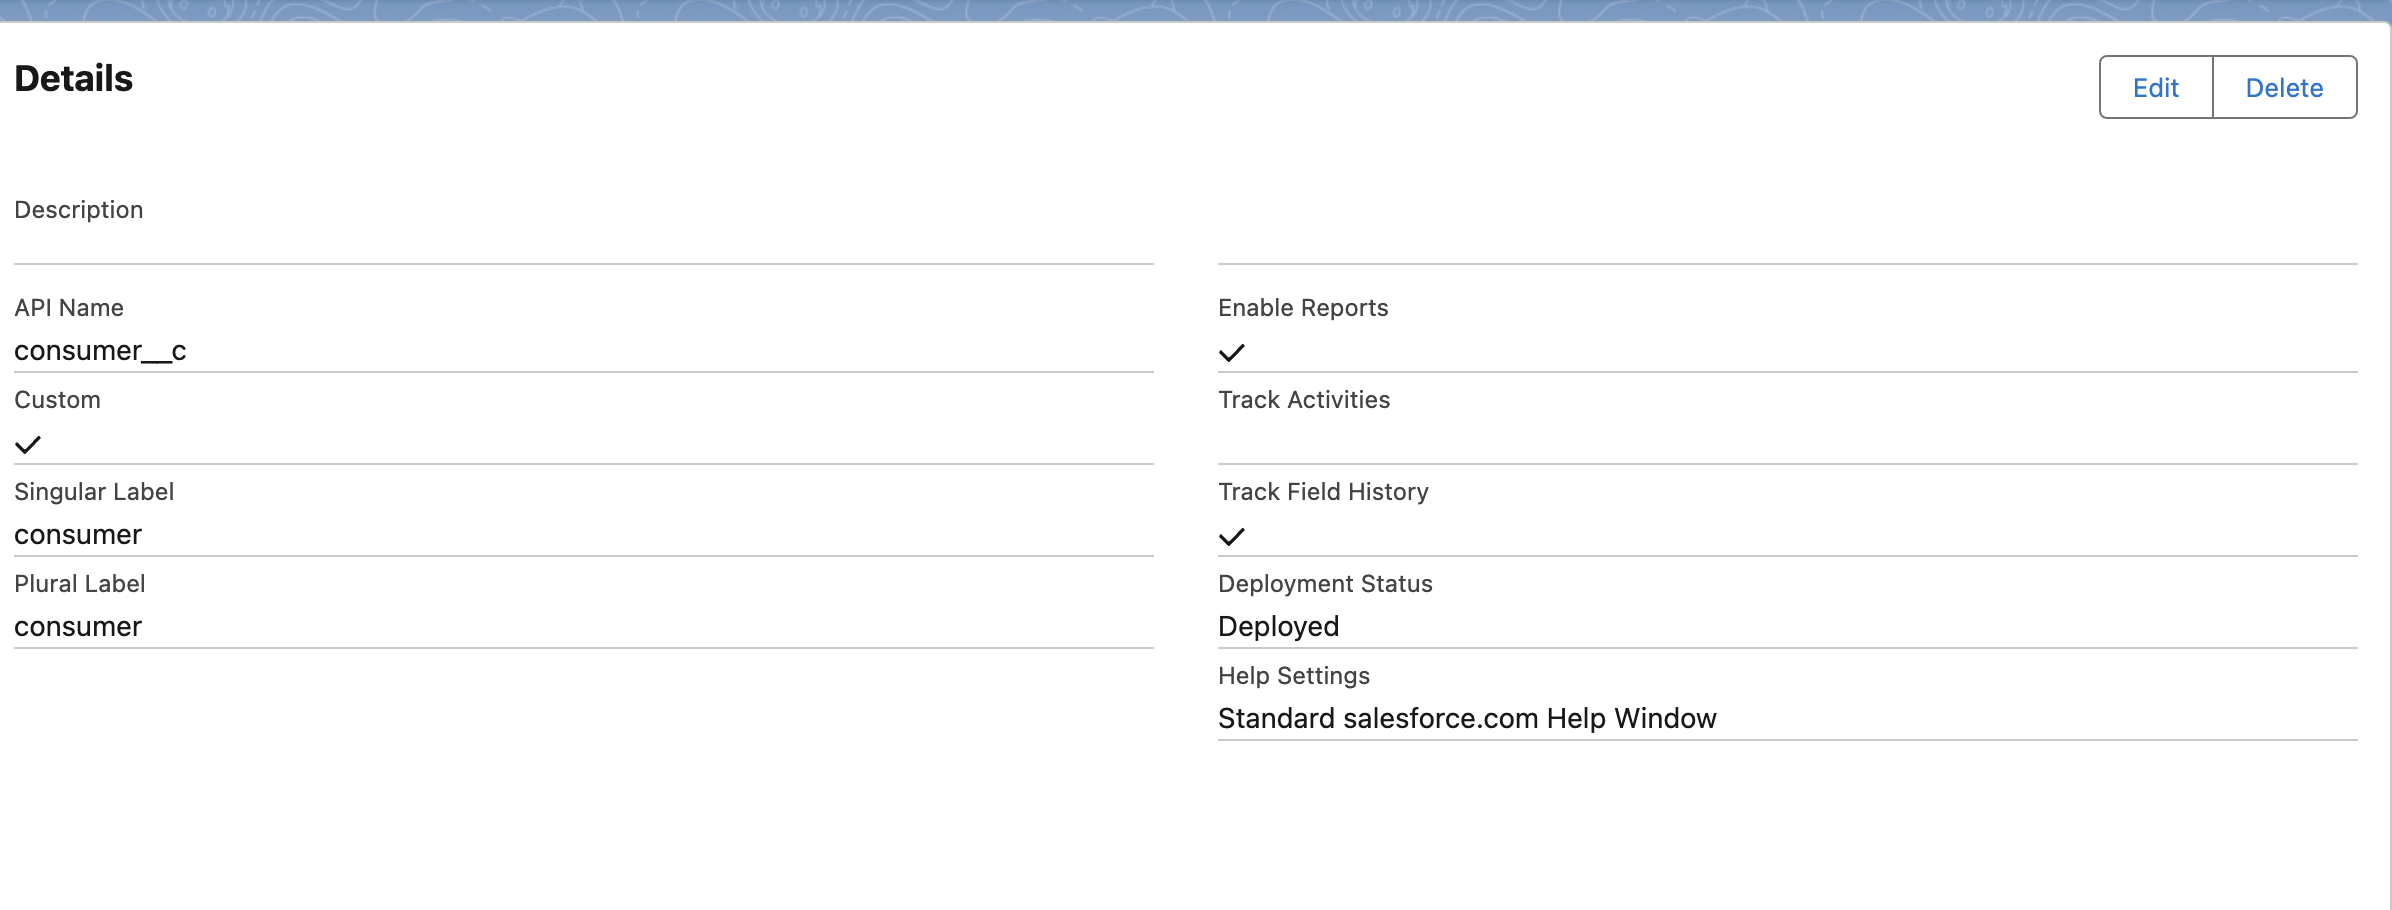 Details
Edit
Delete
Description
API Name
consumer__c
Custom
Singular Label
consumer
Plural Label
consumer
Enable Reports
Track Activities
Track Field History
Deployment Status
Deployed
Help Settings
Standard salesforce.com Help Window